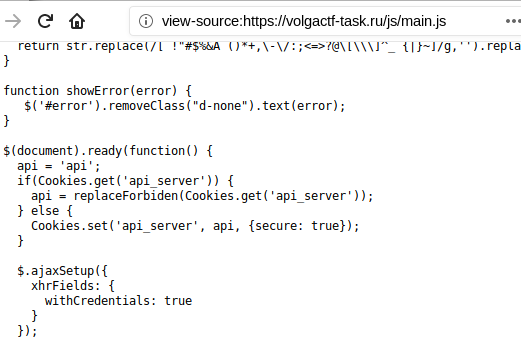 view-source:https://volgactf-task.ru/js/main.js
return str.replace(/[ !"#$%&Λ ()*+,\-\/:;<=>?@\[\\\]^_ {|}~]/g,'').repla
}
function showError(error) {
$('#error').removeClass("d-none").text(error);
}
$(document).ready(function() {
api = 'api';
if(Cookies.get('api_server')) {
api = replaceForbiden(Cookies.get('api_server'));
} else {
Cookies.set('api_server', api, {secure: true});
}
$.ajaxSetup({
xhrFields: {
withCredentials: true
}
});